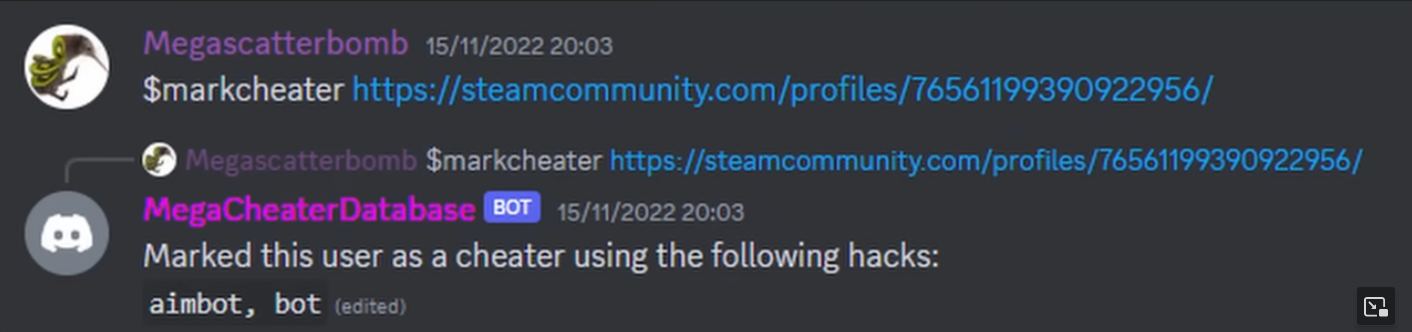 Megascatterbomb 15/11/2022 20:03
$markcheater https://steamcommunity.com/profiles/76561199390922956/
Megascatterbomb $markcheater https://steamcommunity.com/profiles/76561199390922956/
MegaCheaterDatabase BOT 15/11/2022 20:03
Marked this user as a cheater using the following hacks:
aimbot, bot (edited)